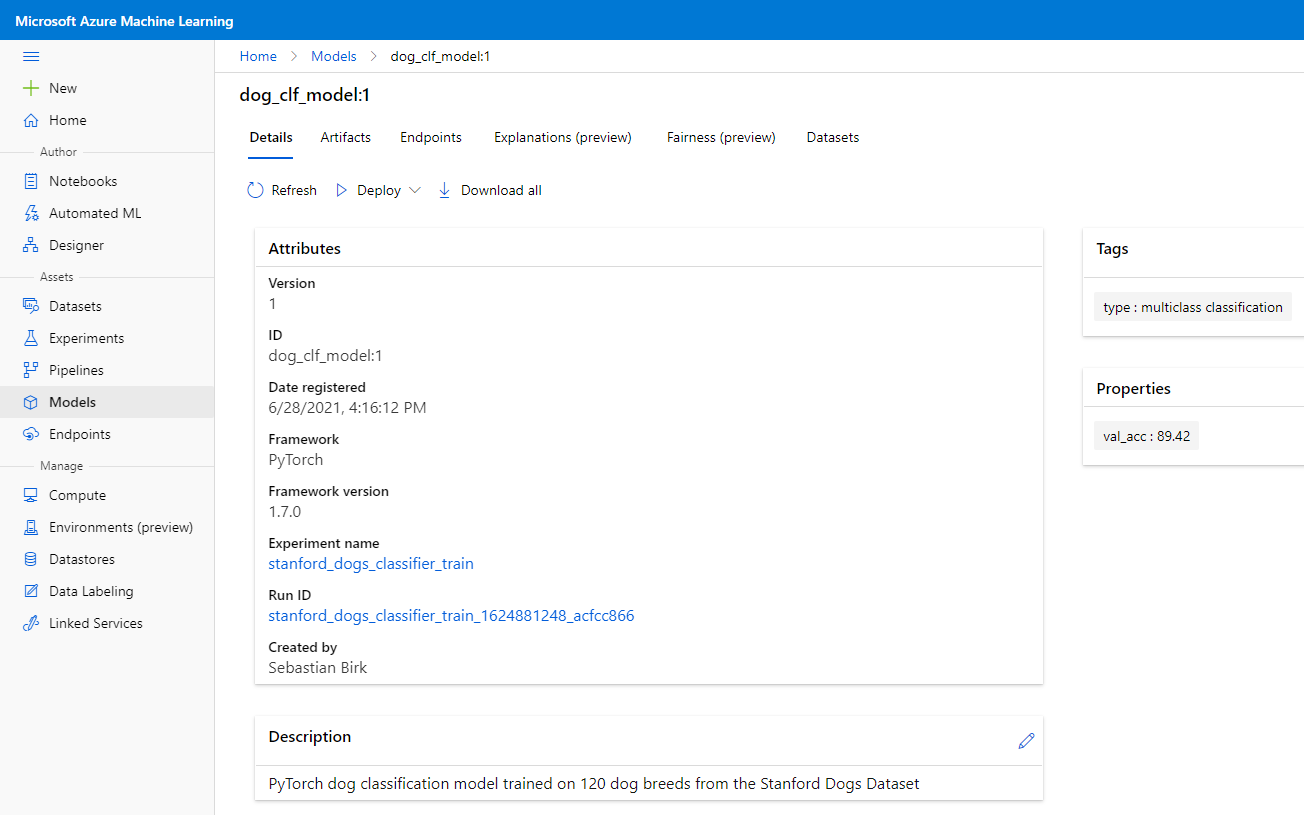 Microsoft Azure Machine Learning
New
Home
Author
Notebooks
Automated ML
Designer
Assets
Datasets
Experiments
Pipelines
Models
Endpoints
Manage
Compute
Environments (preview)
Datastores
Data Labeling
Linked Services
Home > Models > dog_clf_model:1
dog_clf_model:1
Details Artifacts Endpoints Explanations (preview) Fairness (preview) Datasets
Refresh Deploy Download all
Attributes
Version
1
ID
dog_clf_model:1
Date registered
6/28/2021, 4:16:12 PM
Framework
PyTorch
Framework version
1.7.0
Experiment name
stanford_dogs_classifier_train
Run ID
stanford_dogs_classifier_train_1624881248_acfcc866
Created by
Sebastian Birk
Description
PyTorch dog classification model trained on 120 dog breeds from the Stanford Dogs Dataset
Tags
type : multiclass classification
Properties
val_acc : 89.42